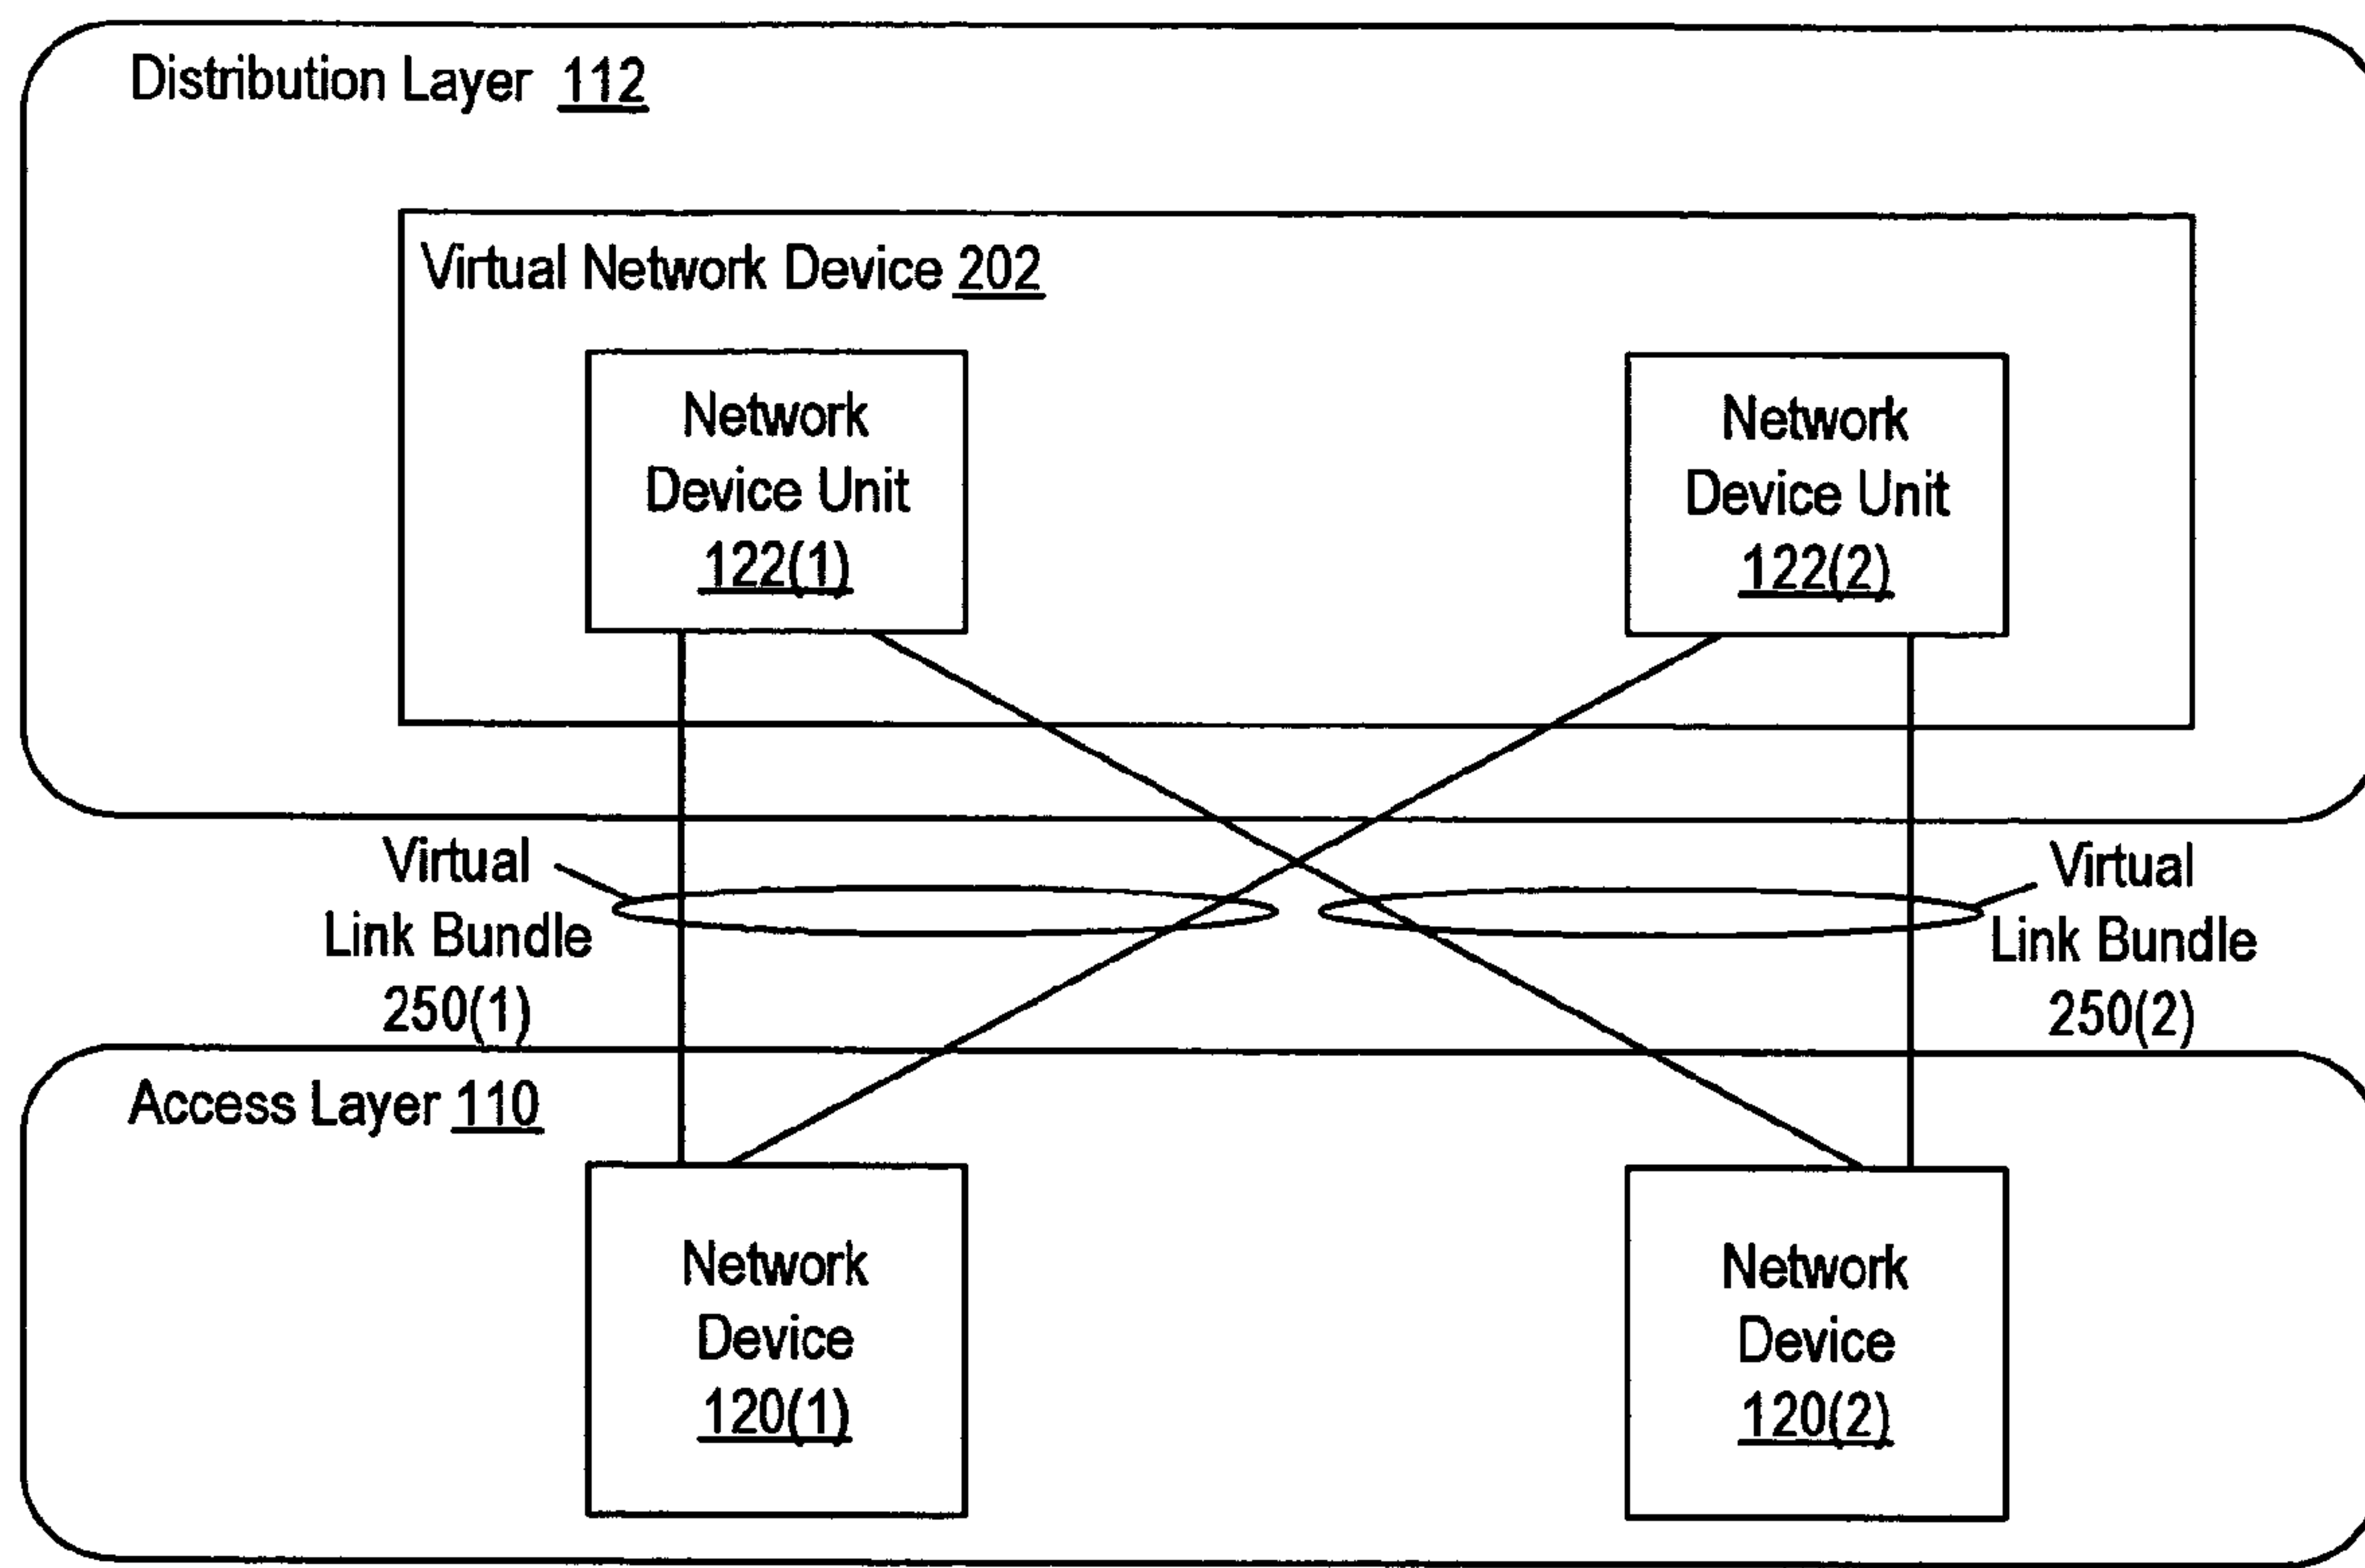 Distribution Layer 112
Virtual Network Device 202
Network
Device Unit
122(1)
Network
Device Unit
122(2)
Virtual
Link Bundle
250(1)
Virtual
Link Bundle
250(2)
Access Layer 110
Network
Device
120(1)
Network
Device
120(2)